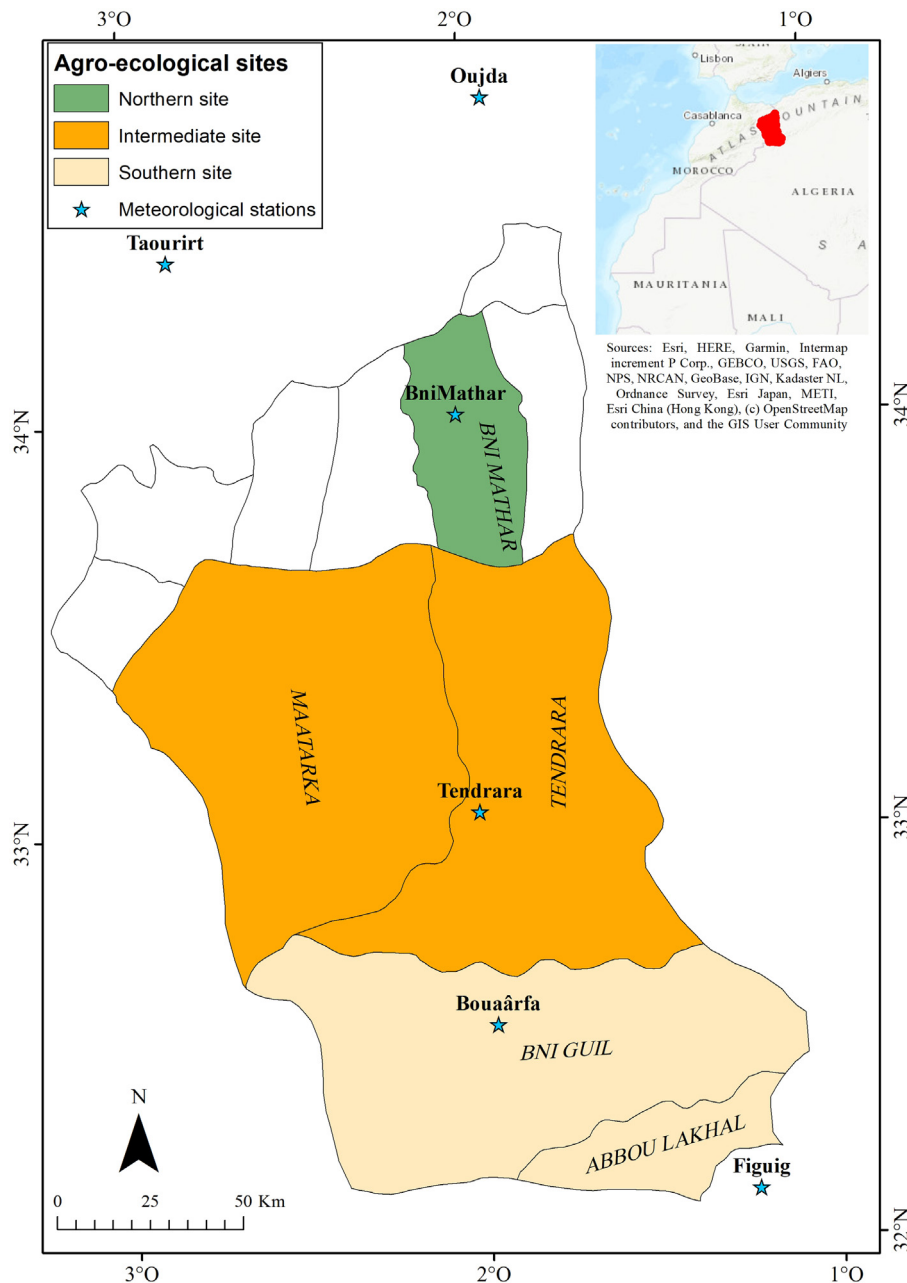 3°O
2°O
1°O
Agro-ecological sites
Northern site
Intermediate site
Southern site
Meteorological stations
Oujda
Taourirt
Lisbon
Algiers
Casablanca
ATLAS MOUNTAIN
MOROCCO
ALGERIA
S A
MAURITANIA
MALI
Sources: Esri, HERE, Garmin, Intermap
increment P Corp., GEBCO, USGS, FAO,
NPS, NRCAN, GeoBase, IGN, Kadaster NL,
Ordnance Survey, Esri Japan, METI,
Esri China (Hong Kong), (c) OpenStreetMap
contributors, and the GIS User Community
34°N
34°N
BniMathar
BNI MATHAR
MAATARKA
TENDRARA
Tendrara
33°N
33°N
Bouaârfa
BNI GUIL
ABBOU LAKHAL
Figuig
N
0 25 50 Km
32°N
3°O
2°O
1°O